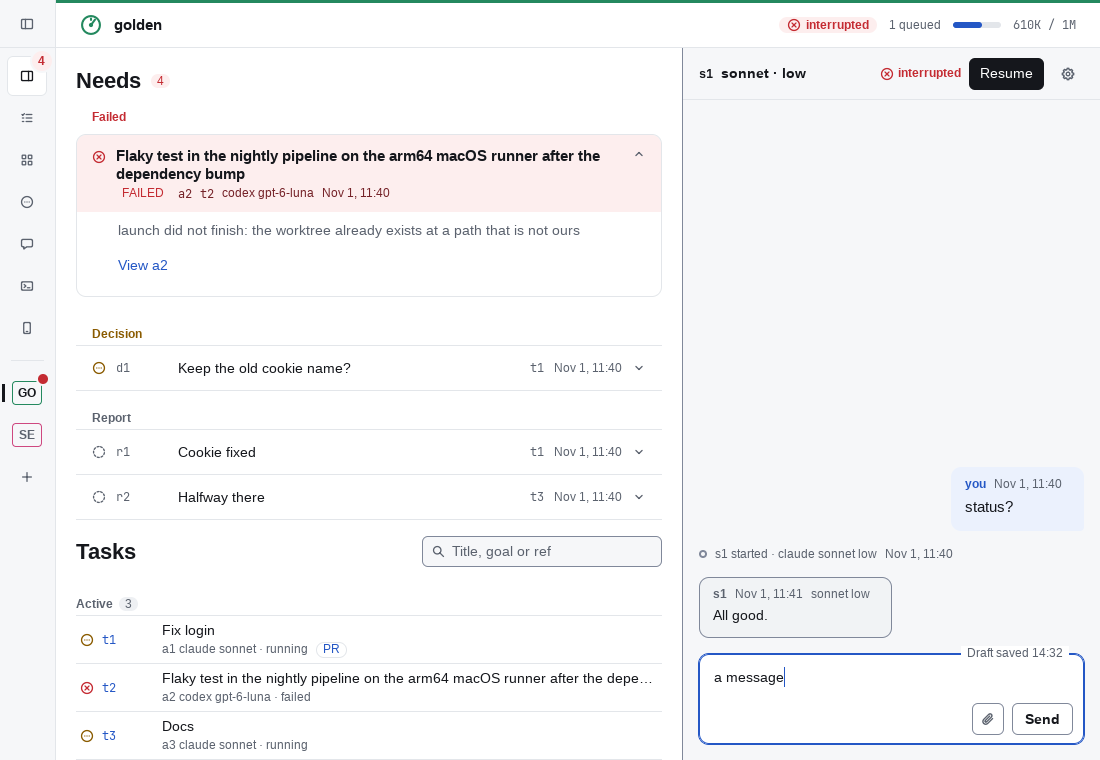 golden
interrupted
1 queued
610K / 1M
4
GO
SE
Needs 4
Failed
Flaky test in the nightly pipeline on the arm64 macOS runner after the
dependency bump
FAILED a2 t2 codex gpt-6-luna Nov 1, 11:40
launch did not finish: the worktree already exists at a path that is not ours
View a2
Decision
d1 Keep the old cookie name? t1 Nov 1, 11:40
Report
r1 Cookie fixed t1 Nov 1, 11:40
r2 Halfway there t3 Nov 1, 11:40
Tasks
Title, goal or ref
Active 3
t1 Fix login
a1 claude sonnet · running PR
t2 Flaky test in the nightly pipeline on the arm64 macOS runner after the depe…
a2 codex gpt-6-luna · failed
t3 Docs
a3 claude sonnet · running
s1 sonnet · low
interrupted
Resume
you Nov 1, 11:40
status?
s1 started · claude sonnet low Nov 1, 11:40
s1 Nov 1, 11:41 sonnet low
All good.
Draft saved 14:32
a message
Send